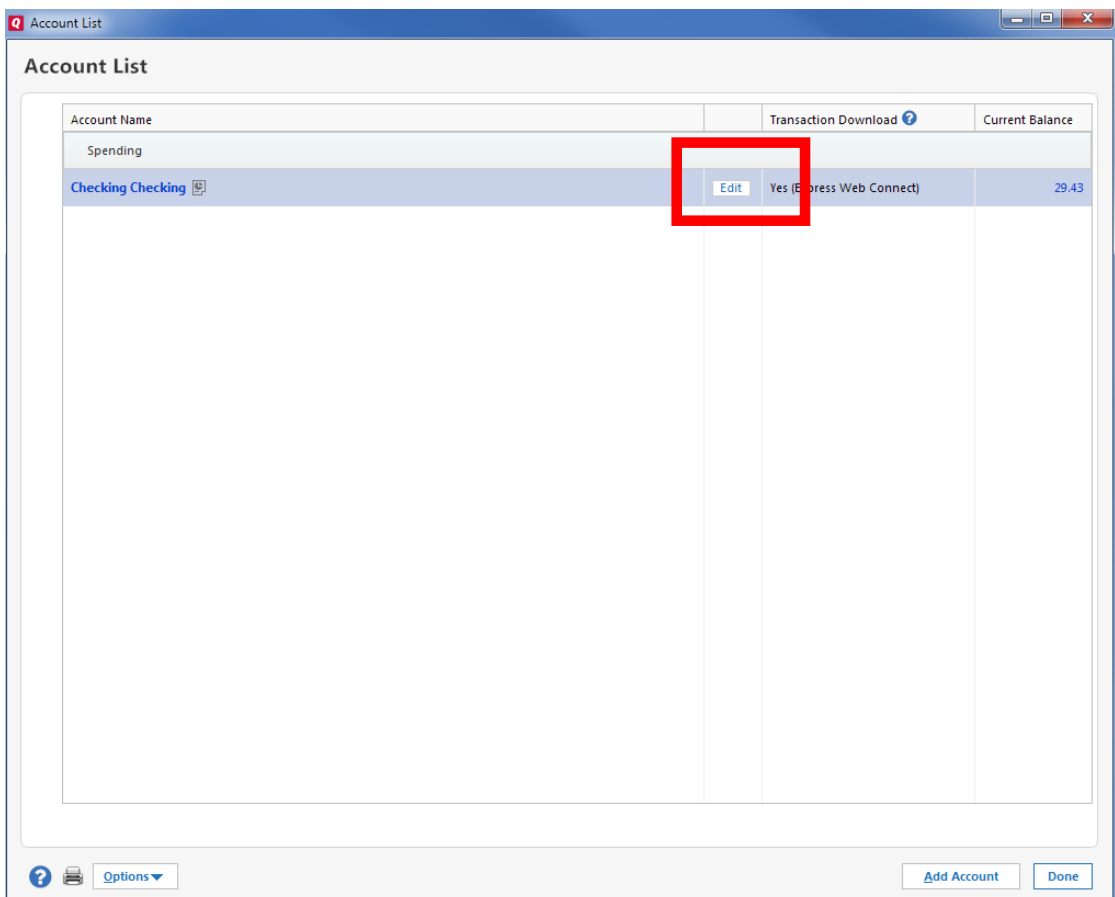 Account List
Account List
Account Name Transaction Download ? Current Balance
Spending
Checking Checking Edit Yes (Express Web Connect) 29.43
? Options Add Account Done